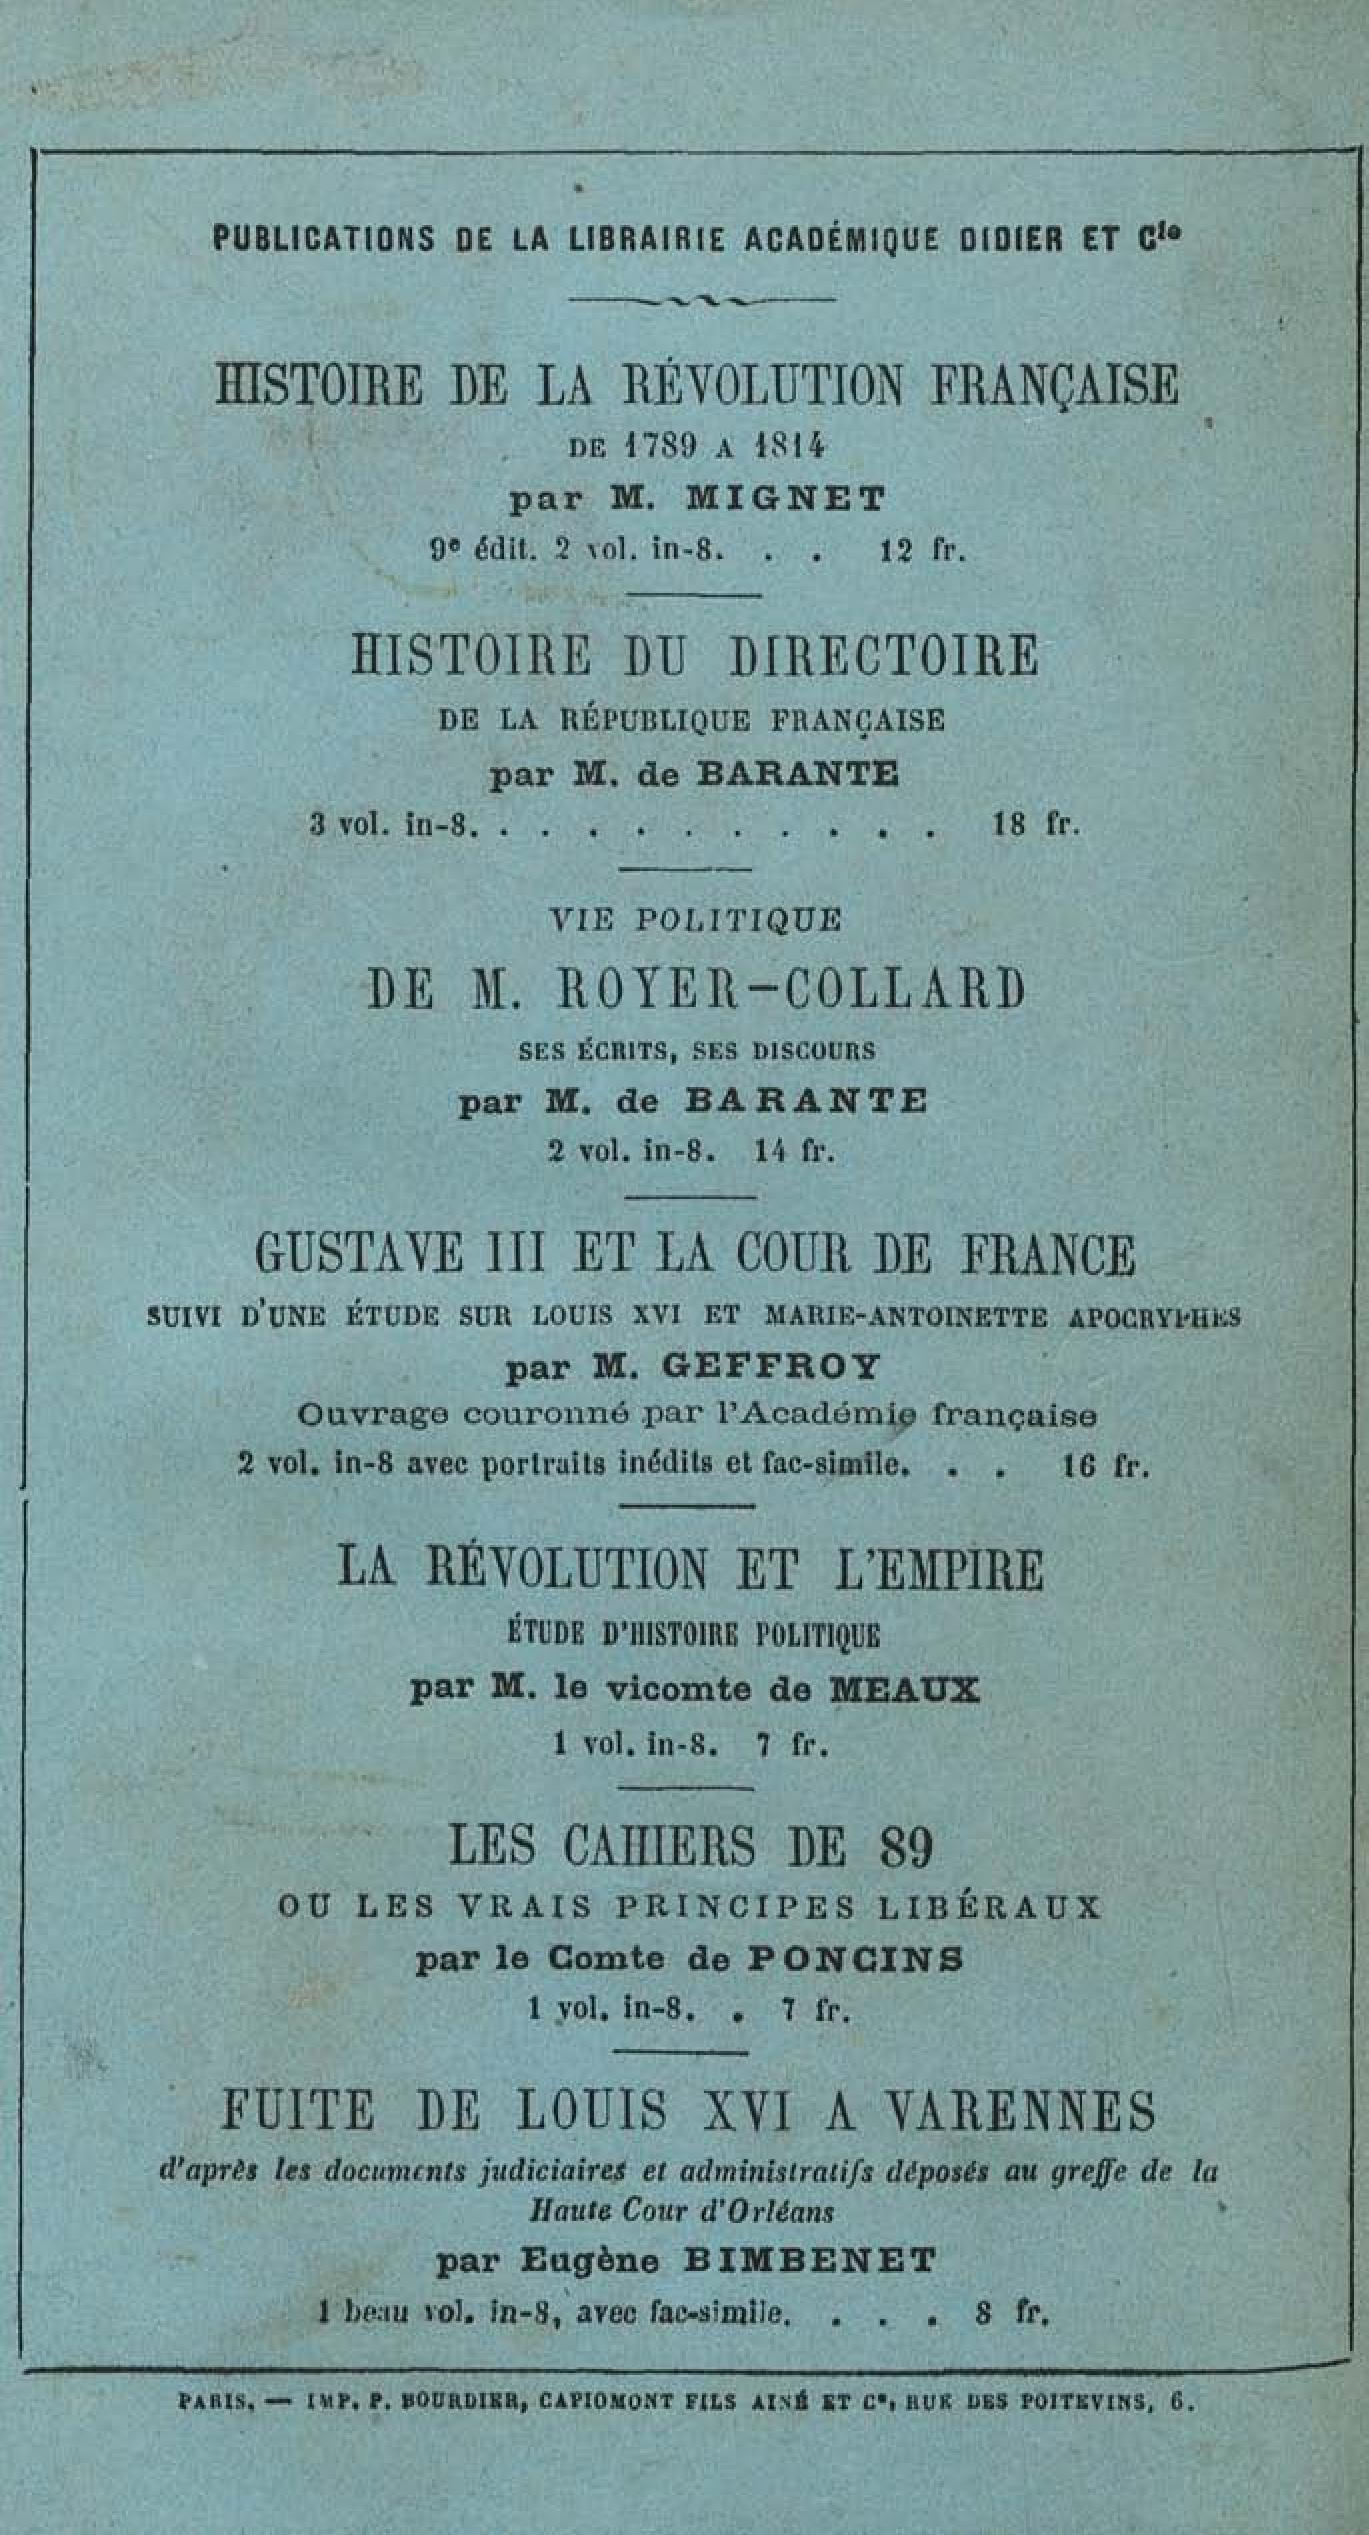 PUBLICATIONS DE LA LIBRAIRIE ACADÉMIQUE DIDIER ET Cie
HISTOIRE DE LA RÉVOLUTION FRANÇAISE
DE 1789 A 1814
par M. MIGNET
9e édit. 2 vol. in-8. . . 12 fr.
HISTOIRE DU DIRECTOIRE
DE LA RÉPUBLIQUE FRANÇAISE
par M. de BARANTE
3 vol. in-8. . . . . . . . . . . 18 fr.
VIE POLITIQUE
DE M. ROYER-COLLARD
SES ÉCRITS, SES DISCOURS
par M. de BARANTE
2 vol. in-8. 14 fr.
GUSTAVE III ET LA COUR DE FRANCE
SUIVI D'UNE ÉTUDE SUR LOUIS XVI ET MARIE-ANTOINETTE APOCRYPHES
par M. GEFFROY
Ouvrage couronné par l'Académie française
2 vol. in-8 avec portraits inédits et fac-simile. . . 16 fr.
LA RÉVOLUTION ET L'EMPIRE
ÉTUDE D'HISTOIRE POLITIQUE
par M. le vicomte de MEAUX
1 vol. in-8. 7 fr.
LES CAHIERS DE 89
OU LES VRAIS PRINCIPES LIBÉRAUX
par le Comte de PONCINS
1 vol. in-8. . 7 fr.
FUITE DE LOUIS XVI A VARENNES
d'après les documents judiciaires et administratifs déposés au greffe de la
Haute Cour d'Orléans
par Eugène BIMBENET
1 beau vol. in-8, avec fac-simile. . . . 8 fr.
PARIS. — IMP. P. BOURDIER, CAPIOMONT FILS AINÉ ET Ce, RUE DES POITEVINS, 6.